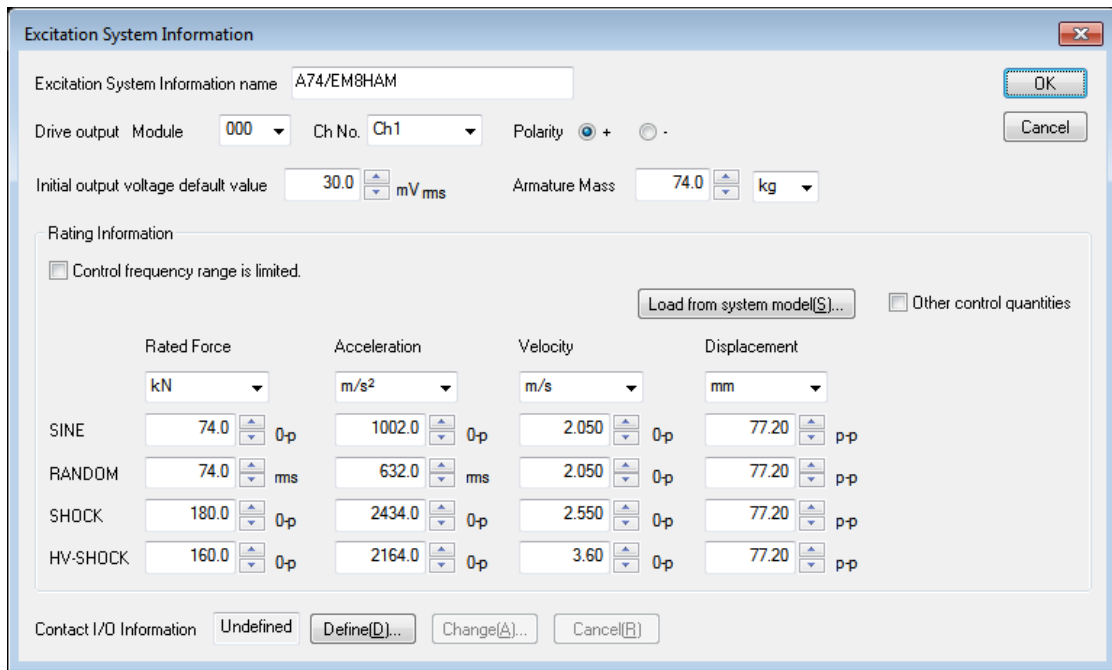 Excitation System Information
Excitation System Information name A74/EM8HAM OK
Drive output Module 000 Ch No. Ch1 Polarity + - Cancel
Initial output voltage default value 30.0 mV rms Armature Mass 74.0 kg
Rating Information
Control frequency range is limited.
Load from system model(S)... Other control quantities
Rated Force Acceleration Velocity Displacement
kN m/s² m/s mm
SINE 74.0 0-p 1002.0 0-p 2.050 0-p 77.20 p-p
RANDOM 74.0 rms 632.0 rms 2.050 0-p 77.20 p-p
SHOCK 180.0 0-p 2434.0 0-p 2.550 0-p 77.20 p-p
HV-SHOCK 160.0 0-p 2164.0 0-p 3.60 0-p 77.20 p-p
Contact I/O Information Undefined Define(D)... Change(A)... Cancel(R)